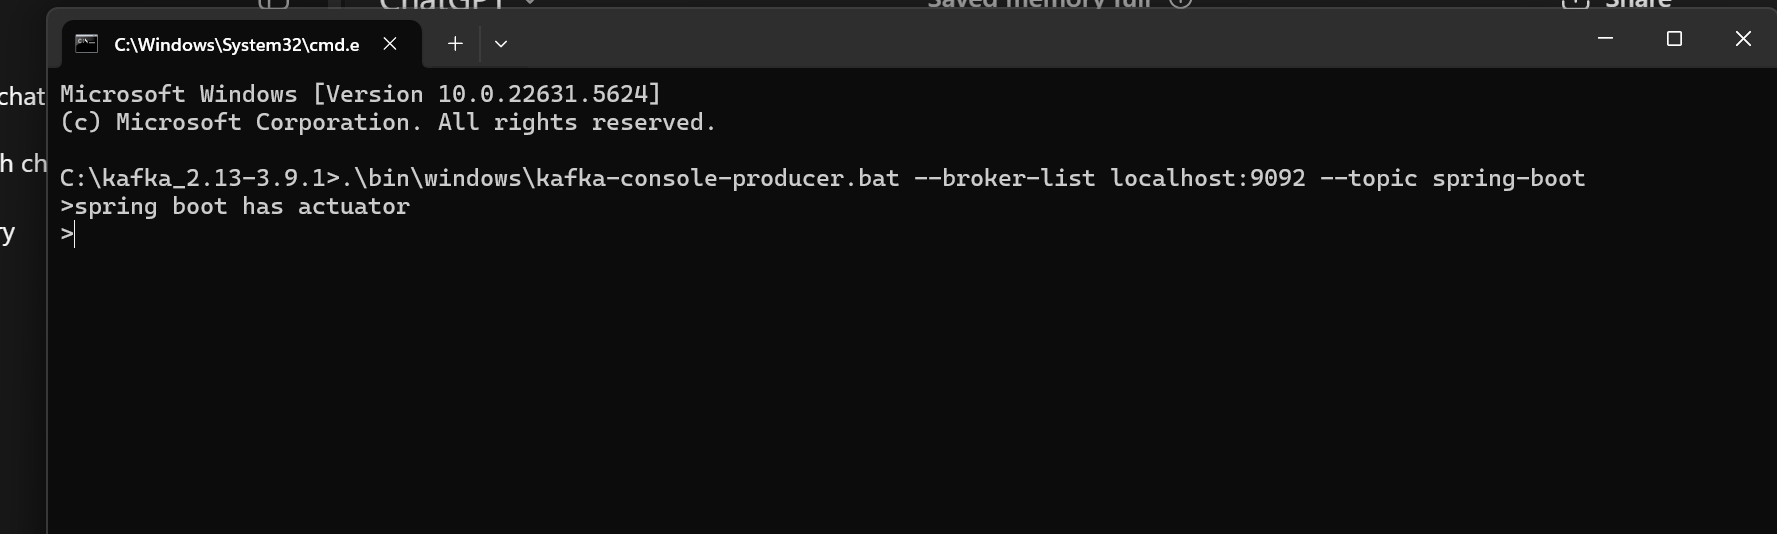 ChatGPT
Saved memory full
Share
C:\Windows\System32\cmd.e
chat
h ch
ry
Microsoft Windows [Version 10.0.22631.5624]
(c) Microsoft Corporation. All rights reserved.
C:\kafka_2.13-3.9.1>.\bin\windows\kafka-console-producer.bat --broker-list localhost:9092 --topic spring-boot
>spring boot has actuator
>